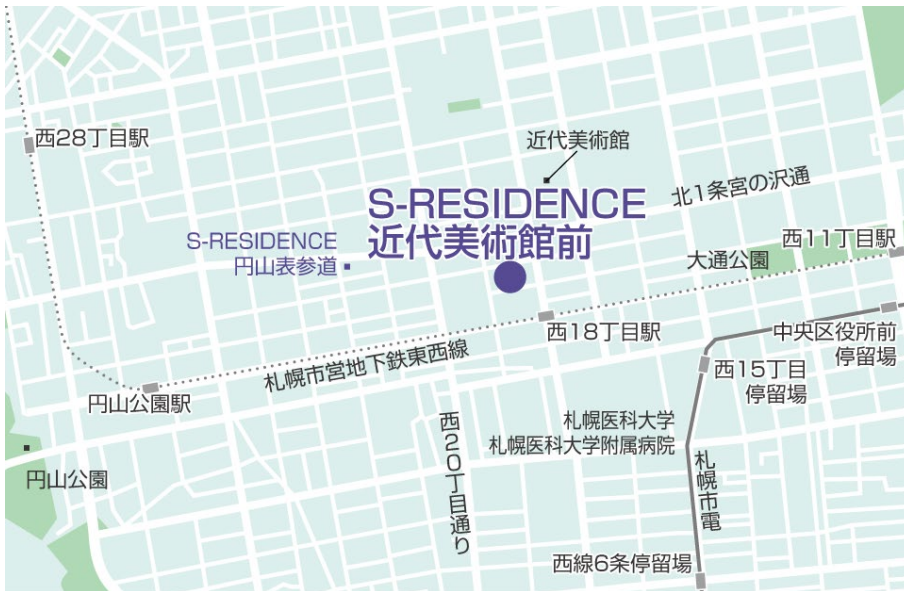 西28丁目駅
近代美術館
北1条宮の沢通
S-RESIDENCE
近代美術館前
S-RESIDENCE
円山表参道
西11丁目駅
大通公園
西18丁目駅
中央区役所前
停留場
札幌市営地下鉄東西線
西15丁目
停留場
円山公園駅
札幌医科大学
札幌医科大学附属病院
西20丁目通り
札幌市電
円山公園
西線6条停留場